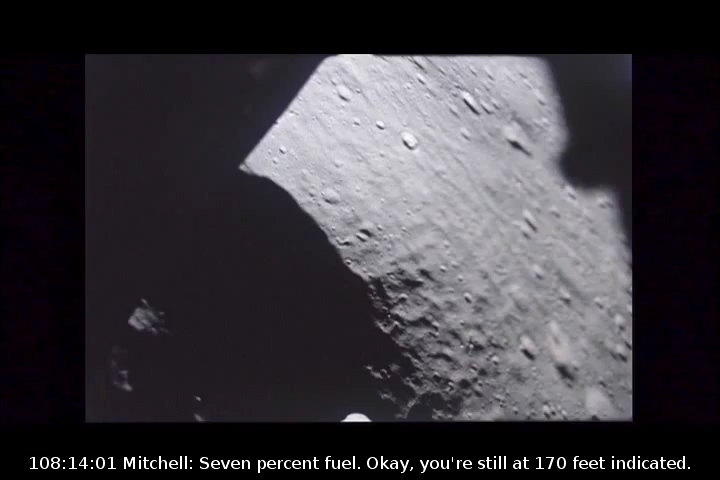 108:14:01 Mitchell: Seven percent fuel. Okay, you're still at 170 feet indicated.